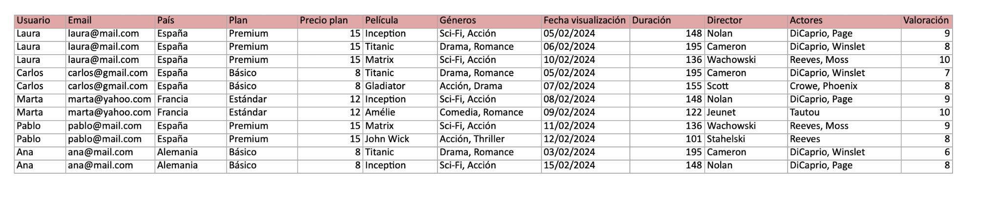 Usuario Email País Plan Precio plan Película Géneros Fecha visualización Duración Director Actores Valoración
Laura laura@mail.com España Premium 15 Inception Sci-Fi, Acción 05/02/2024 148 Nolan DiCaprio, Page 9
Laura laura@mail.com España Premium 15 Titanic Drama, Romance 06/02/2024 195 Cameron DiCaprio, Winslet 8
Laura laura@mail.com España Premium 15 Matrix Sci-Fi, Acción 10/02/2024 136 Wachowski Reeves, Moss 10
Carlos carlos@gmail.com España Básico 8 Titanic Drama, Romance 05/02/2024 195 Cameron DiCaprio, Winslet 7
Carlos carlos@gmail.com España Básico 8 Gladiator Acción, Drama 07/02/2024 155 Scott Crowe, Phoenix 8
Marta marta@yahoo.com Francia Estándar 12 Inception Sci-Fi, Acción 08/02/2024 148 Nolan DiCaprio, Page 9
Marta marta@yahoo.com Francia Estándar 12 Amélie Comedia, Romance 09/02/2024 122 Jeunet Tautou 10
Pablo pablo@mail.com España Premium 15 Matrix Sci-Fi, Acción 11/02/2024 136 Wachowski Reeves, Moss 9
Pablo pablo@mail.com España Premium 15 John Wick Acción, Thriller 12/02/2024 101 Stahelski Reeves 8
Ana ana@mail.com Alemania Básico 8 Titanic Drama, Romance 03/02/2024 195 Cameron DiCaprio, Winslet 6
Ana ana@mail.com Alemania Básico 8 Inception Sci-Fi, Acción 15/02/2024 148 Nolan DiCaprio, Page 8